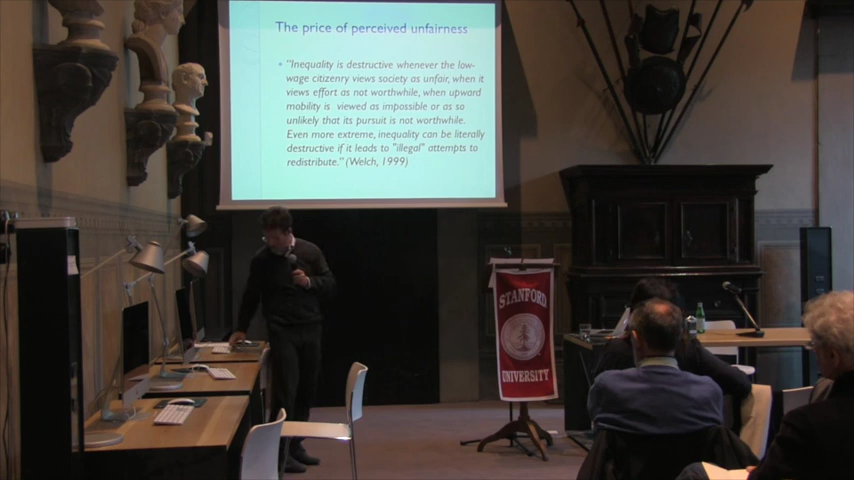 The price of perceived unfairness
• "Inequality is destructive whenever the low-
wage citizenry views society as unfair, when it
views effort as not worthwhile, when upward
mobility is viewed as impossible or as so
unlikely that its pursuit is not worthwhile.
Even more extreme, inequality can be literally
destructive if it leads to "illegal" attempts to
redistribute." (Welch, 1999)
STANFORD
UNIVERSITY